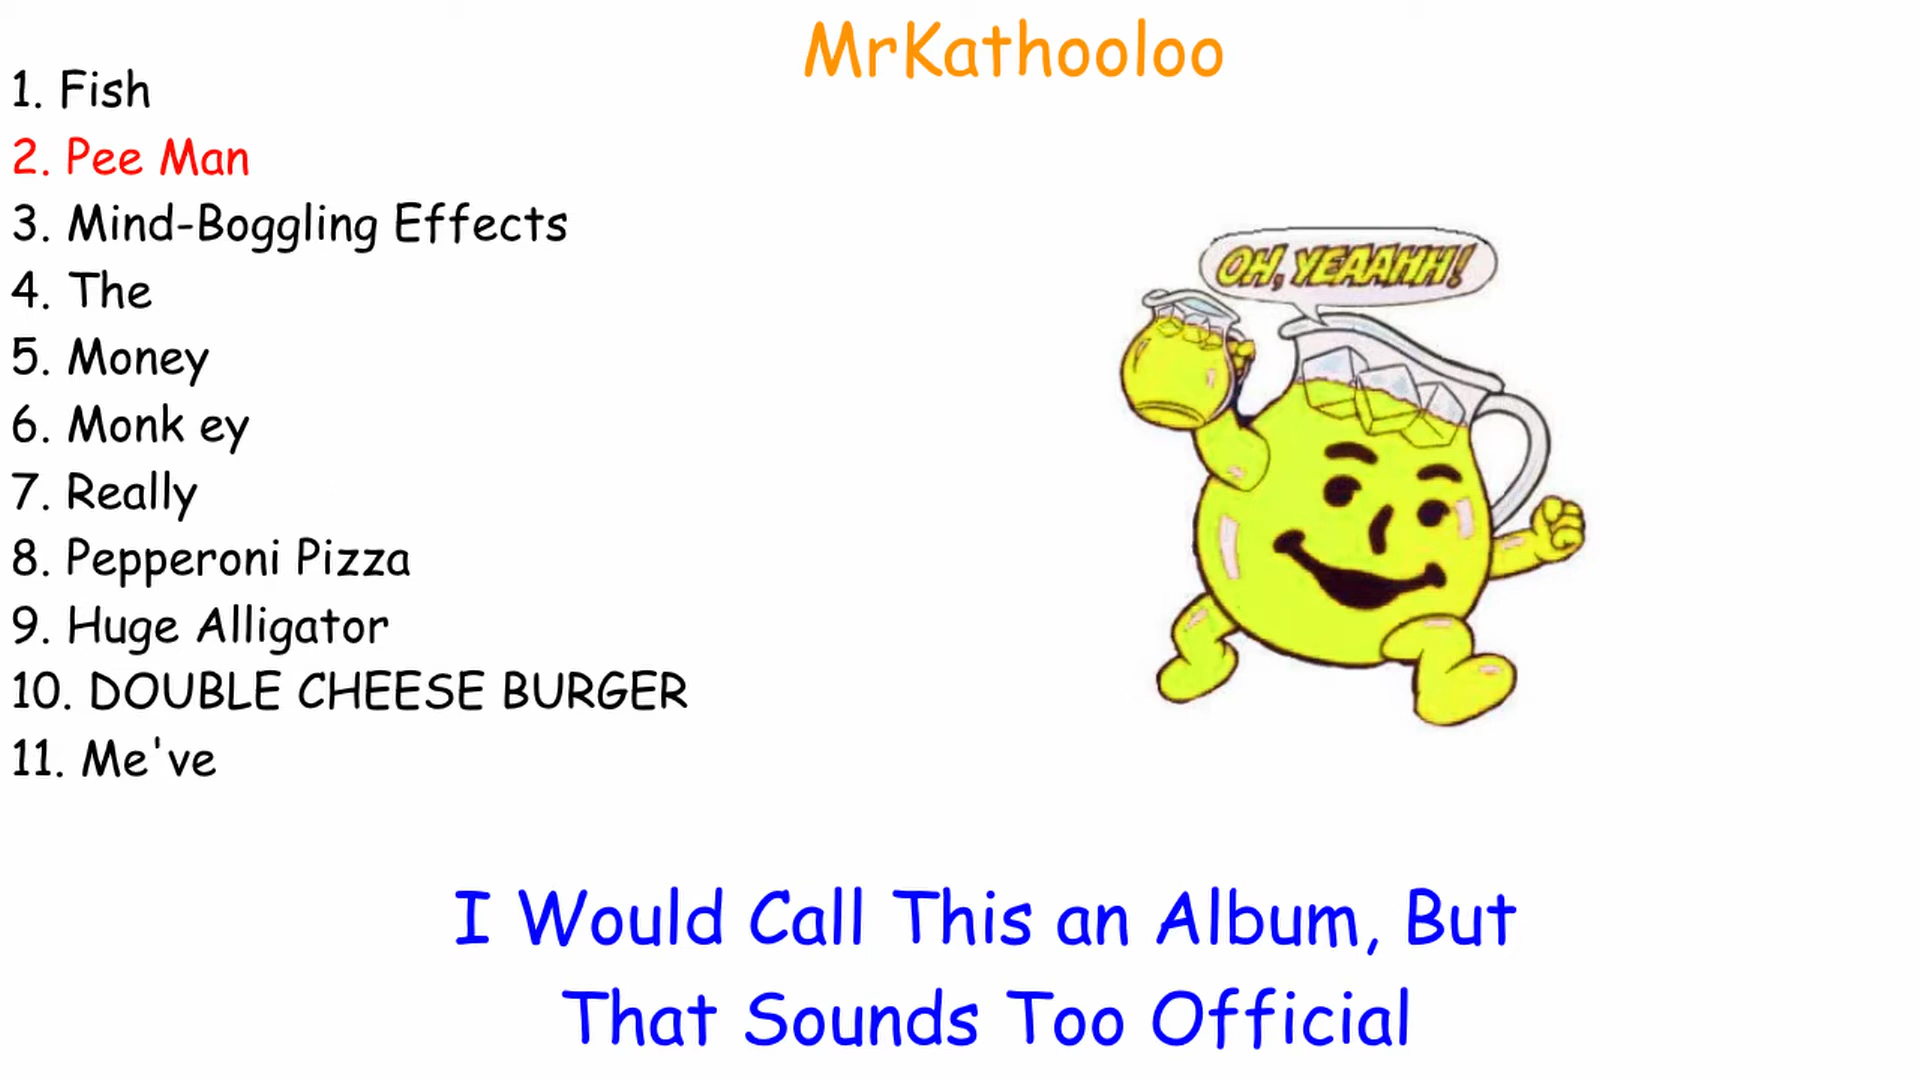 MrKathooloo
1. Fish
2. Pee Man
3. Mind-Boggling Effects
4. The
5. Money
6. Monk ey
7. Really
8. Pepperoni Pizza
9. Huge Alligator
10. DOUBLE CHEESE BURGER
11. Me've
OH, YEAAHH!
I Would Call This an Album, But
That Sounds Too Official